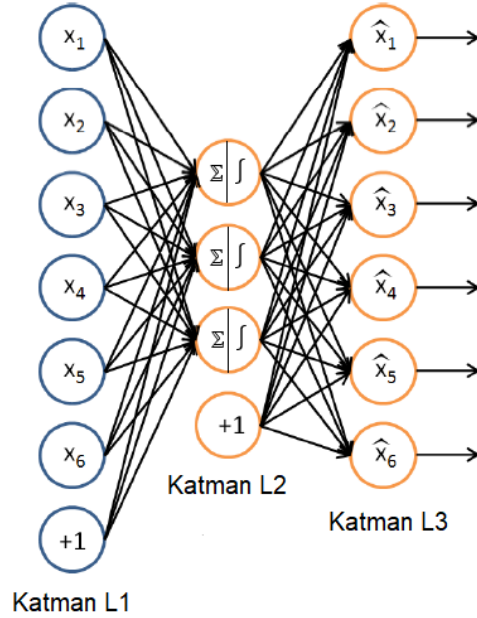 x1
x2
x3
x4
x5
x6
+1
Katman L1
Σ ∫
Σ ∫
Σ ∫
+1
Katman L2
x̂1
x̂2
x̂3
x̂4
x̂5
x̂6
Katman L3